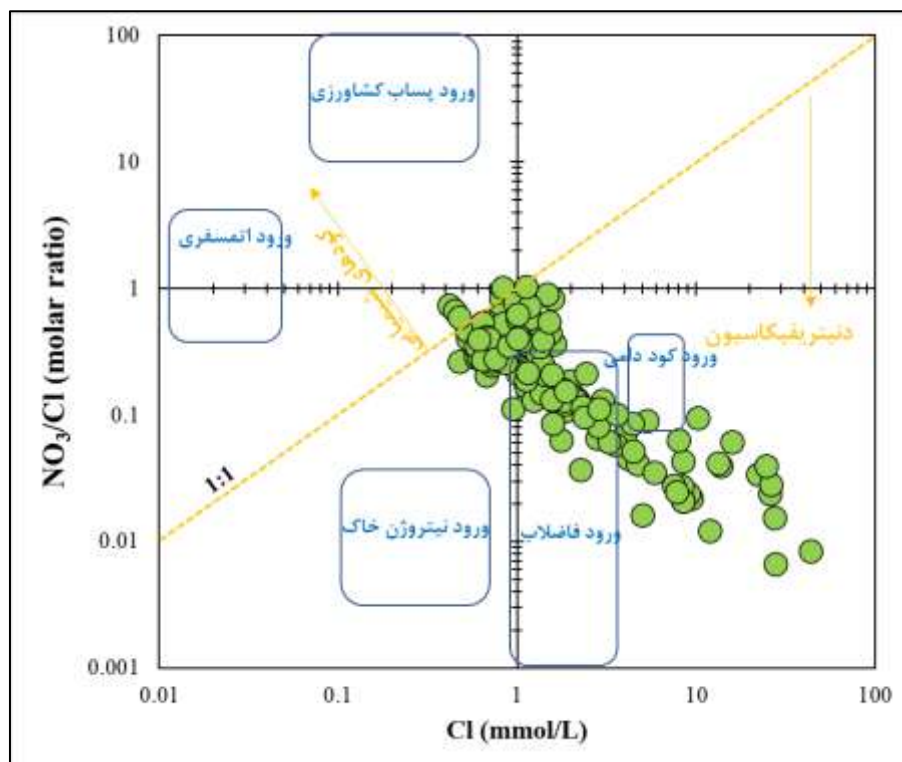 100
ورود پساب کشاورزی
10
ورود اتمسفری
کودهای شیمیایی
1
دنیتریفیکاسیون
ورود کود دامی
NO₃/Cl (molar ratio)
0.1
1:1
ورود نیتروژن خاک
ورود فاضلاب
0.01
0.001
0.01
0.1
1
10
100
Cl (mmol/L)